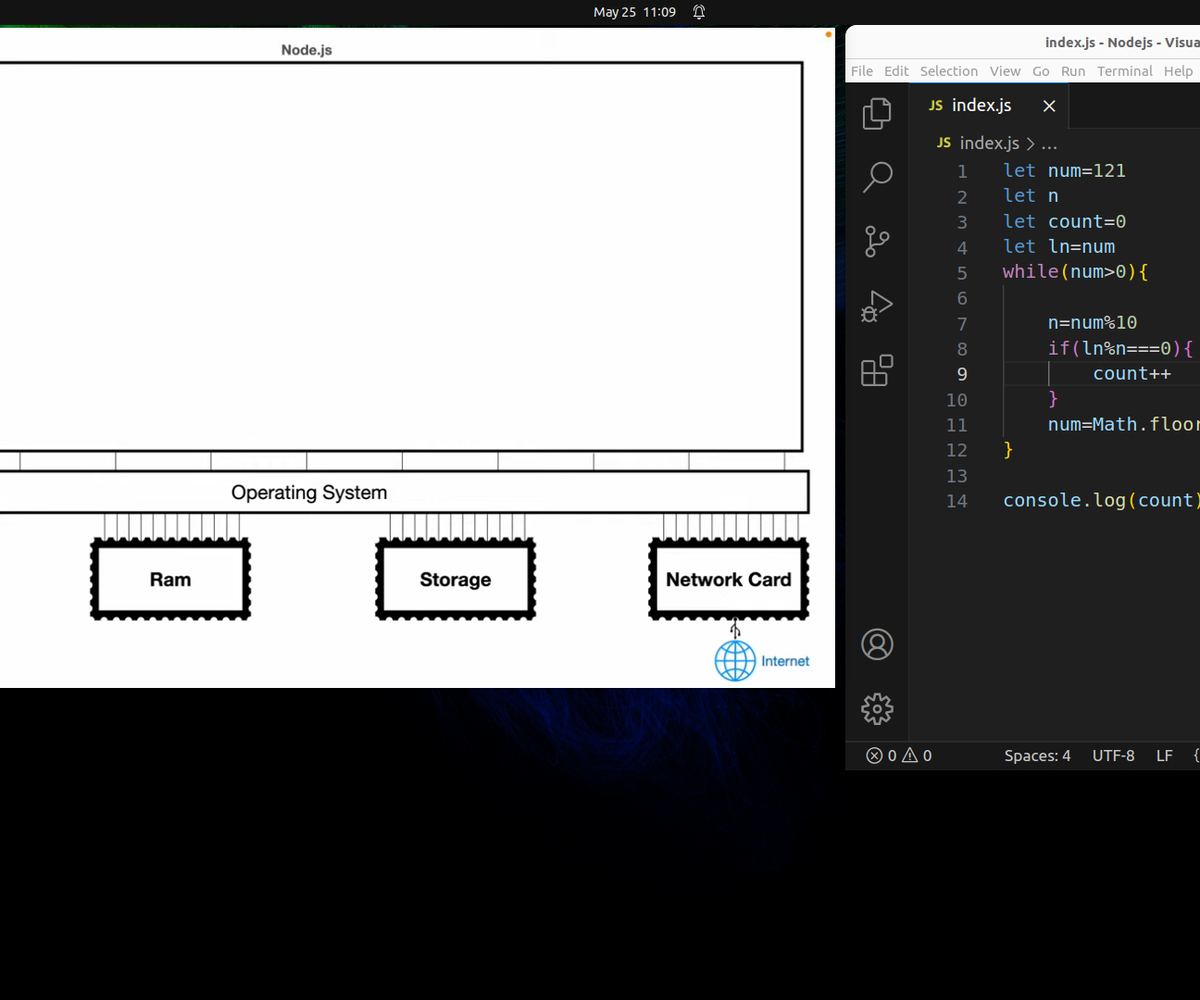 May 25 11:09
Node.js
Operating System
Ram
Storage
Network Card
Internet
index.js - Nodejs - Visua
File Edit Selection View Go Run Terminal Help
JS index.js
JS index.js > ...
1 let num=121
2 let n
3 let count=0
4 let ln=num
5 while(num>0){
6
7 n=num%10
8 if(ln%n===0){
9 count++
10 }
11 num=Math.floor
12 }
13
14 console.log(count)
0 0 Spaces: 4 UTF-8 LF {